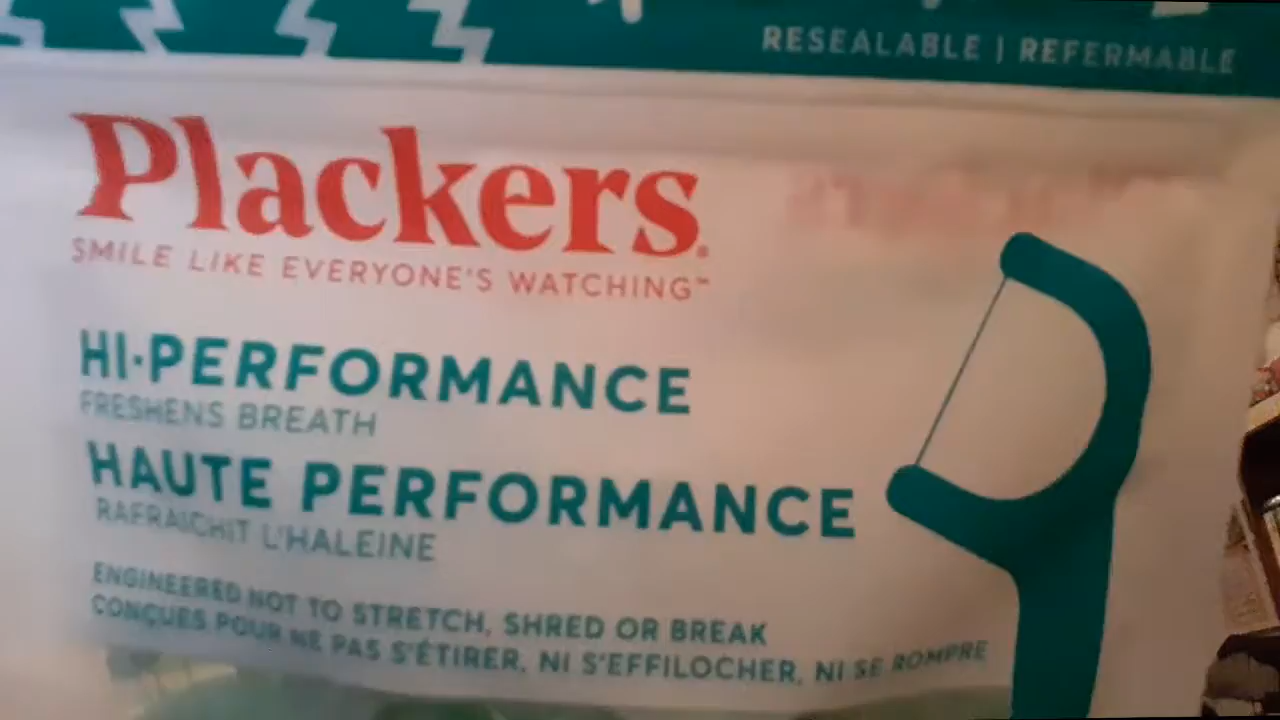 RESEALABLE | REFERMABLE
Plackers.
SMILE LIKE EVERYONE'S WATCHING™
HI-PERFORMANCE
FRESHENS BREATH
HAUTE PERFORMANCE
RAFRAICHIT L'HALEINE
ENGINEERED NOT TO STRETCH, SHRED OR BREAK
CONÇUES POUR NE PAS S'ÉTIRER, NI S'EFFILOCHER, NI SE ROMPRE